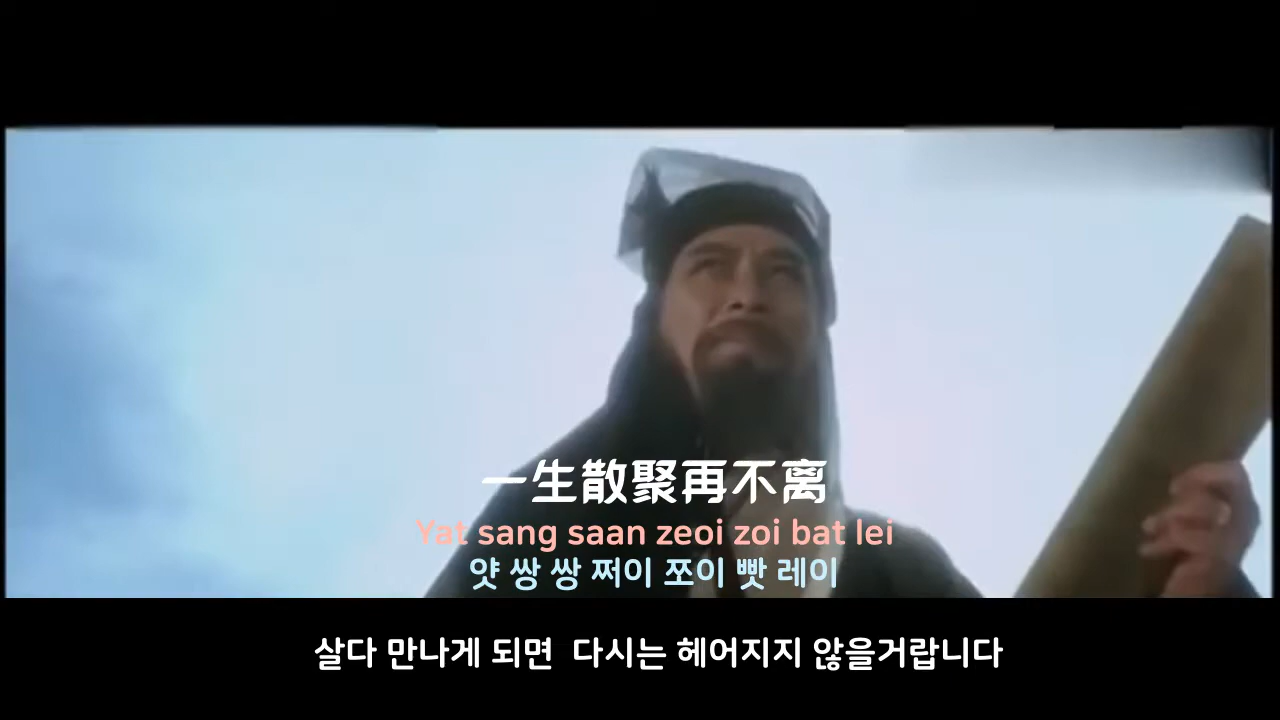 一生散聚再不离
Yat sang saan zeoi zoi bat lei
얏 쌍 쌍 쩌이 쪼이 빳 레이
살다 만나게 되면 다시는 헤어지지 않을거랍니다